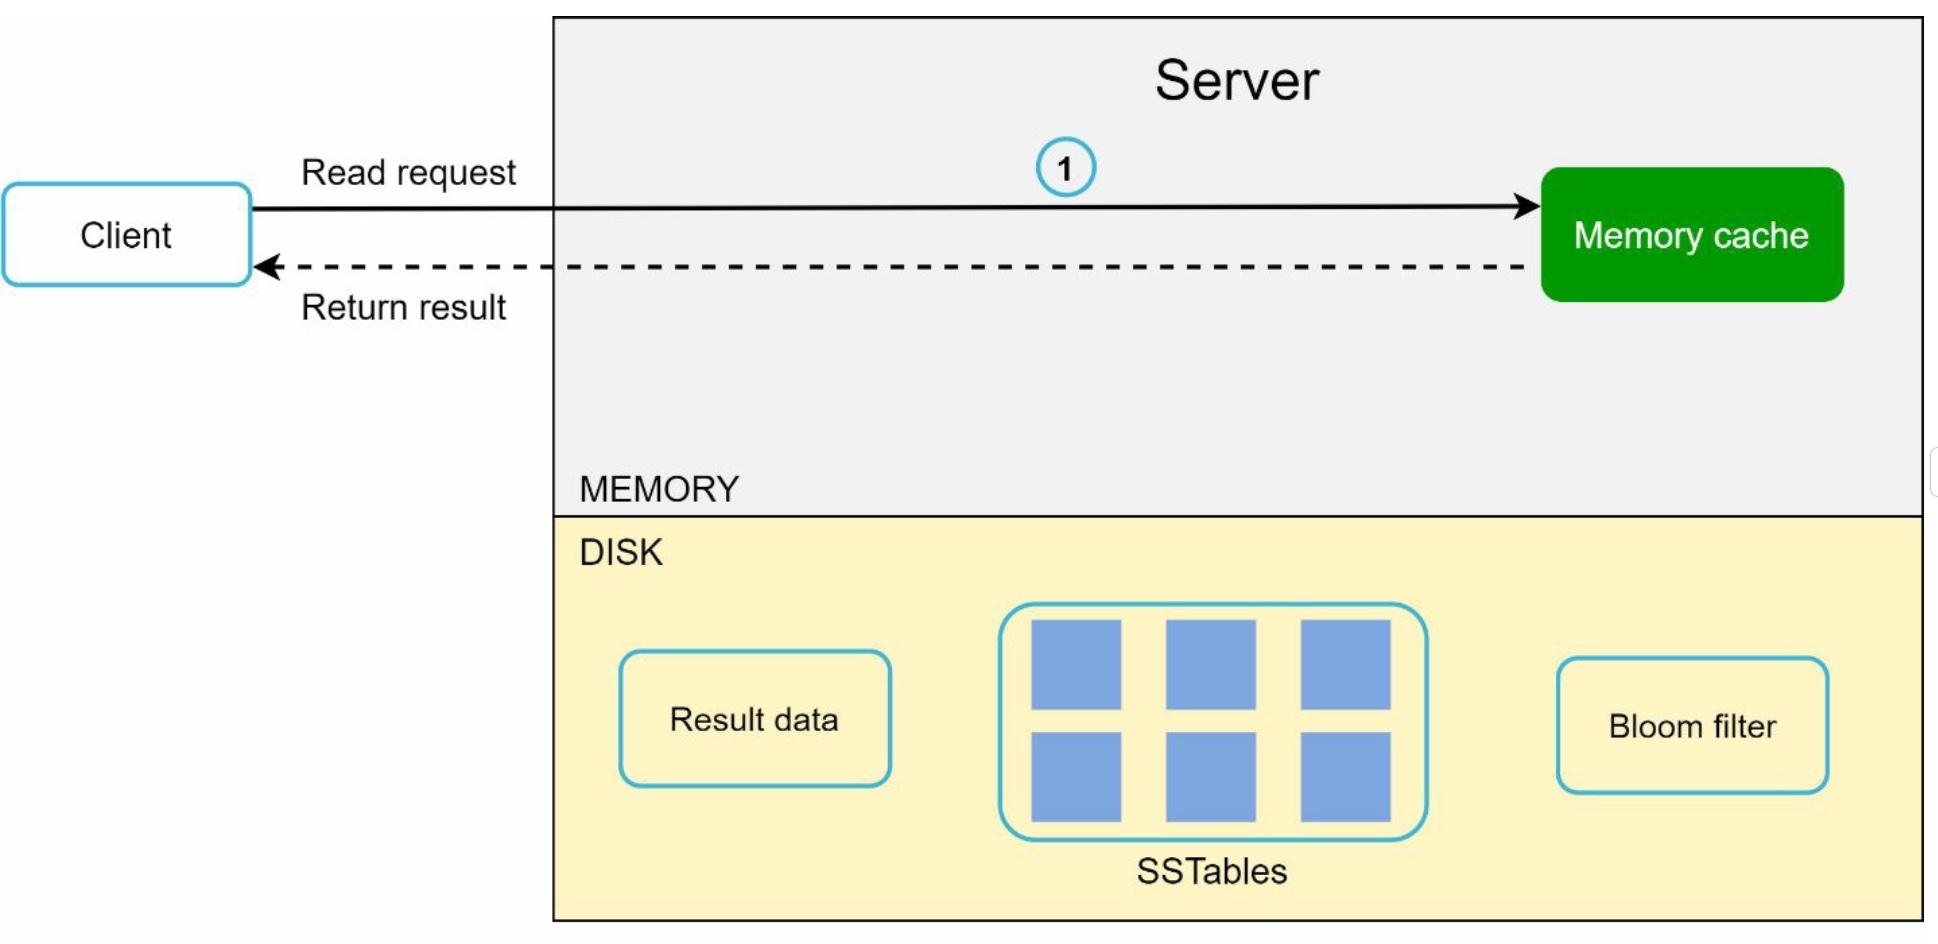 Server
Read request
1
Client
Memory cache
Return result
MEMORY
DISK
Result data
Bloom filter
SSTables